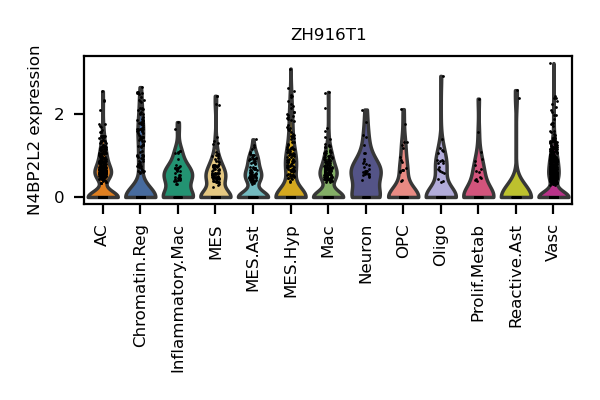 ZH916T1
N4BP2L2 expression
2
0
AC
Chromatin.Reg
Inflammatory.Mac
MES
MES.Ast
MES.Hyp
Mac
Neuron
OPC
Oligo
Prolif.Metab
Reactive.Ast
Vasc